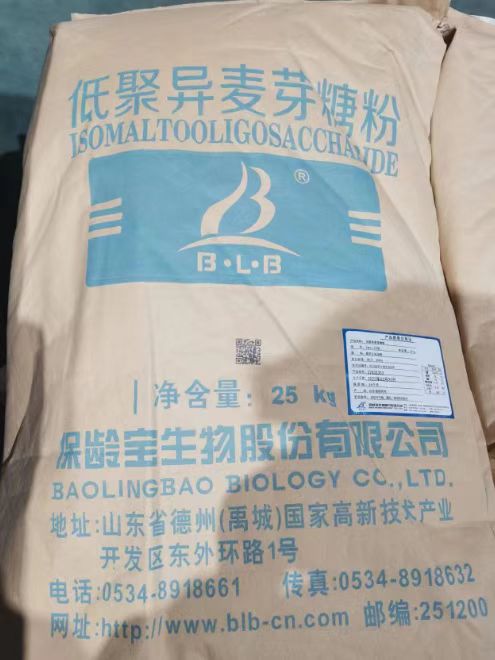 低聚异麦芽糖粉
ISOMALTOOLIGOSACCHARIDE
®
B·L·B
净含量：25 kg
保龄宝生物股份有限公司
BAOLINGBAO BIOLOGY CO.,LTD.
地址:山东省德州(禹城)国家高新技术产业
开发区东外环路1号
电话:0534-8918661 传真:0534-8918632
网址:http://www.blb-cn.com 邮编:251200